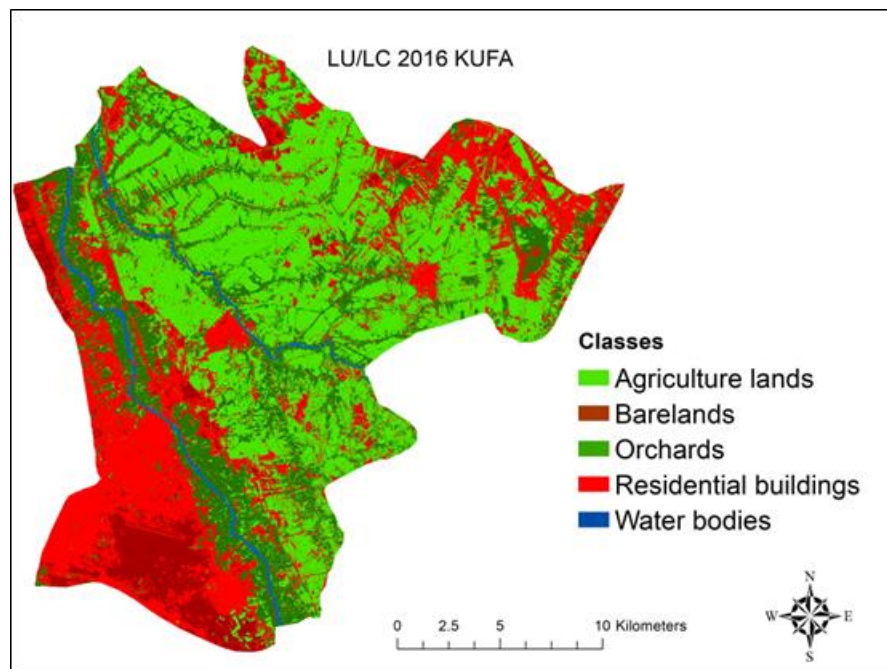 LU/LC 2016 KUFA
Classes
Agriculture lands
Barelands
Orchards
Residential buildings
Water bodies
0 2.5 5 10 Kilometers
N
W E
S